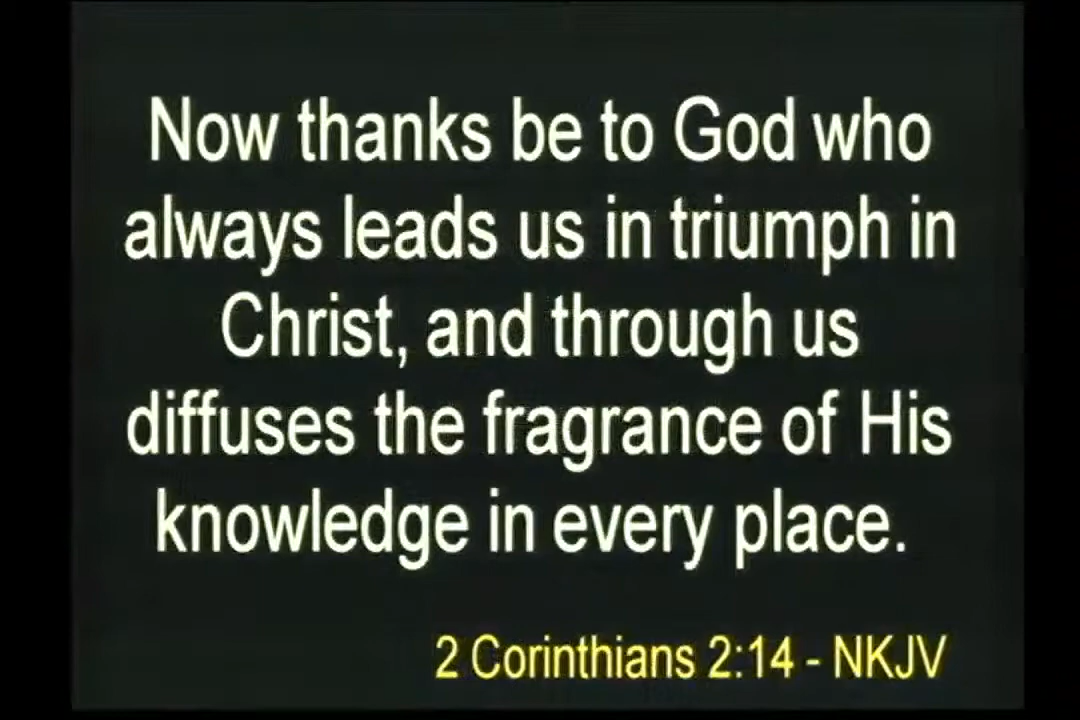 Now thanks be to God who
always leads us in triumph in
Christ, and through us
diffuses the fragrance of His
knowledge in every place.
2 Corinthians 2:14 - NKJV